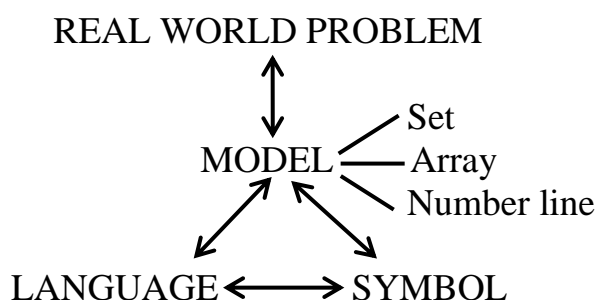 REAL WORLD PROBLEM
Set
MODEL Array
Number line
LANGUAGE SYMBOL